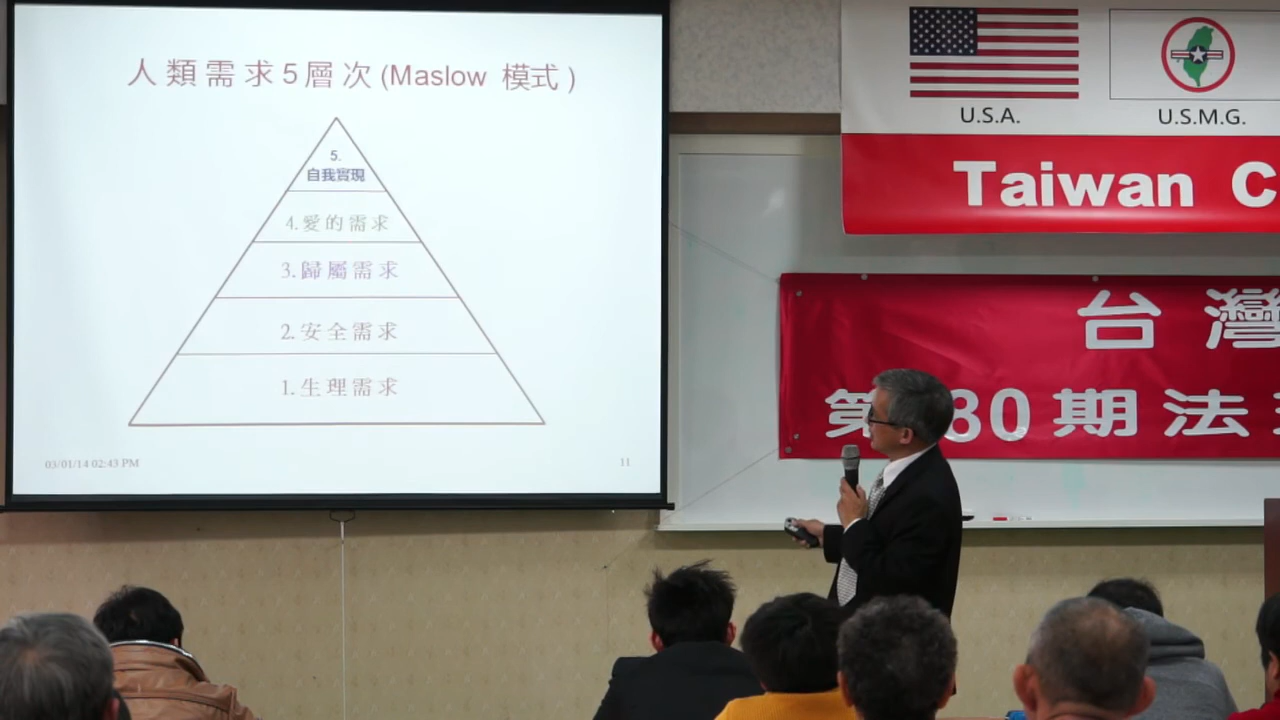 人類需求5層次(Maslow 模式)
5.
自我實現
4.愛的需求
3.歸屬需求
2.安全需求
1.生理需求
03/01/14 02:43 PM
11
U.S.A.
U.S.M.G.
Taiwan C
台灣
第 30期法